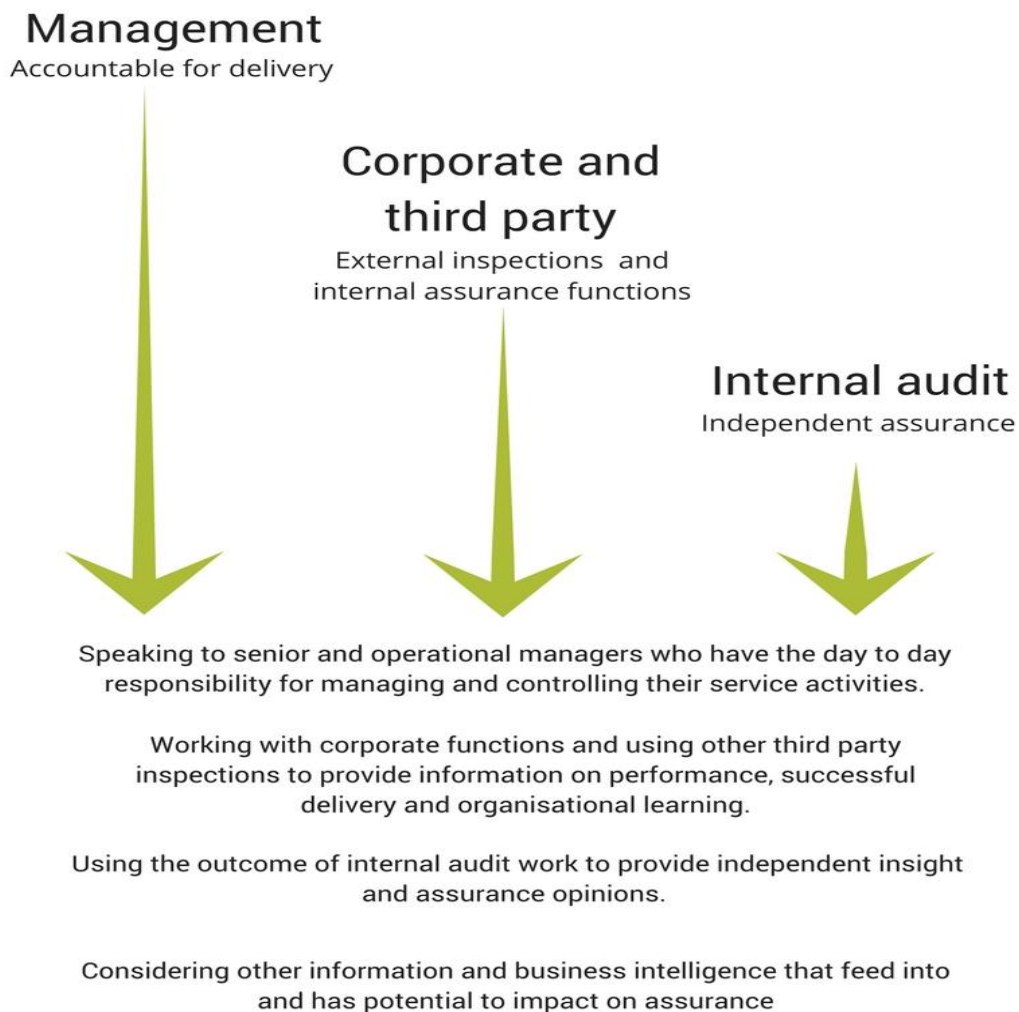 Management
Accountable for delivery
Corporate and
third party
External inspections and
internal assurance functions
Internal audit
Independent assurance
Speaking to senior and operational managers who have the day to day
responsibility for managing and controlling their service activities.
Working with corporate functions and using other third party
inspections to provide information on performance, successful
delivery and organisational learning.
Using the outcome of internal audit work to provide independent insight
and assurance opinions.
Considering other information and business intelligence that feed into
and has potential to impact on assurance